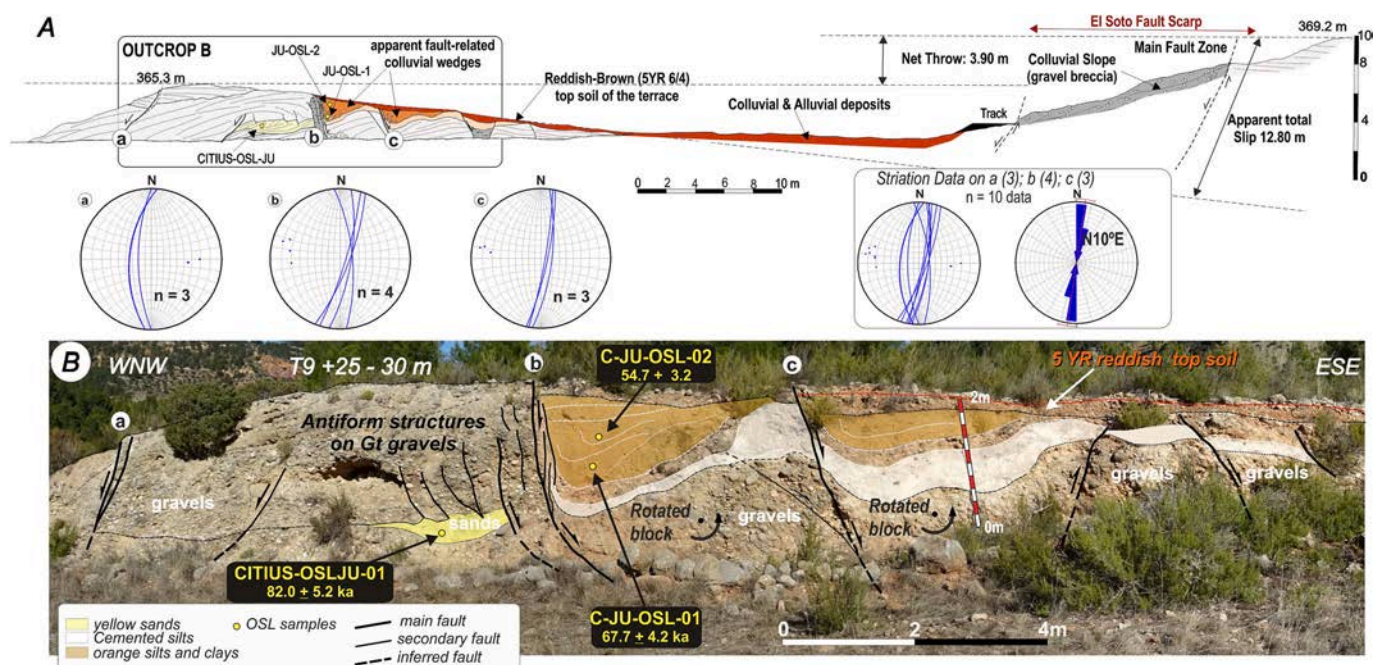 A
El Soto Fault Scarp
369.2 m
10
OUTCROP B
JU-OSL-2
apparent fault-related
colluvial wedges
Main Fault Zone
365.3 m
JU-OSL-1
Net Throw: 3.90 m
Colluvial Slope
(gravel breccia)
8
Reddish-Brown (5YR 6/4)
top soil of the terrace
6
Colluvial & Alluvial deposits
Track
Apparent total
Slip 12.80 m
4
a
b
c
CITIUS-OSL-JU
2
0
0 2 4 6 8 10 m
Striation Data on a (3); b (4); c (3)
n = 10 data
a
N
b
N
c
N
N
N
N10ºE
n = 3
n = 4
n = 3
B
WNW
T9 +25 - 30 m
b
C-JU-OSL-02
54.7 ± 3.2
c
5 YR reddish top soil
ESE
a
Antiform structures
on Gt gravels
2m
gravels
sands
Rotated
block
gravels
Rotated
block
0m
gravels
gravels
CITIUS-OSLJU-01
82.0 ± 5.2 ka
C-JU-OSL-01
67.7 ± 4.2 ka
yellow sands
Cemented silts
orange silts and clays
OSL samples
main fault
secondary fault
inferred fault
0 2 4m